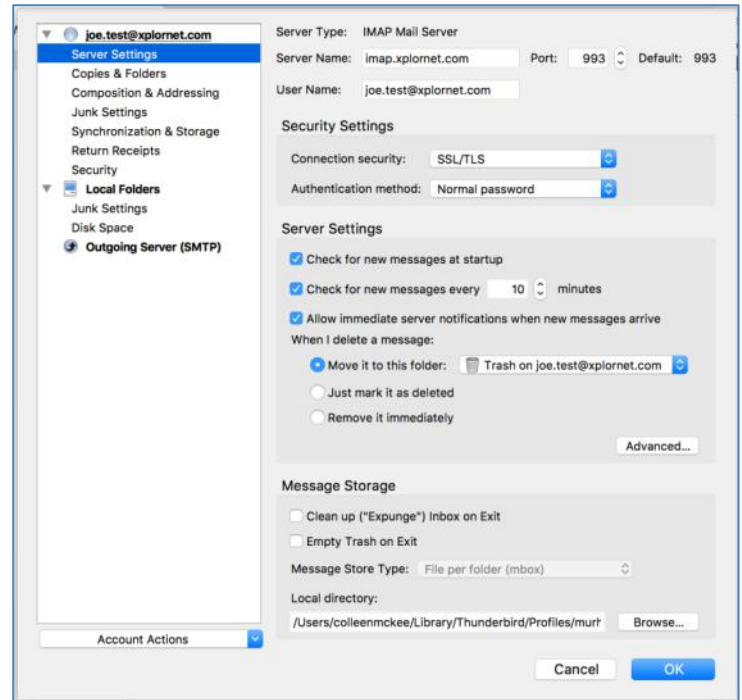 joe.test@xplornet.com
Server Settings
Copies & Folders
Composition & Addressing
Junk Settings
Synchronization & Storage
Return Receipts
Security
Local Folders
Junk Settings
Disk Space
Outgoing Server (SMTP)
Account Actions
Server Type: IMAP Mail Server
Server Name: imap.xplornet.com Port: 993 Default: 993
User Name: joe.test@xplornet.com
Security Settings
Connection security: SSL/TLS
Authentication method: Normal password
Server Settings
Check for new messages at startup
Check for new messages every 10 minutes
Allow immediate server notifications when new messages arrive
When I delete a message:
Move it to this folder: Trash on joe.test@xplornet.com
Just mark it as deleted
Remove it immediately
Advanced...
Message Storage
Clean up ("Expunge") Inbox on Exit
Empty Trash on Exit
Message Store Type: File per folder (mbox)
Local directory:
/Users/colleenmckee/Library/Thunderbird/Profiles/murh Browse...
Cancel OK